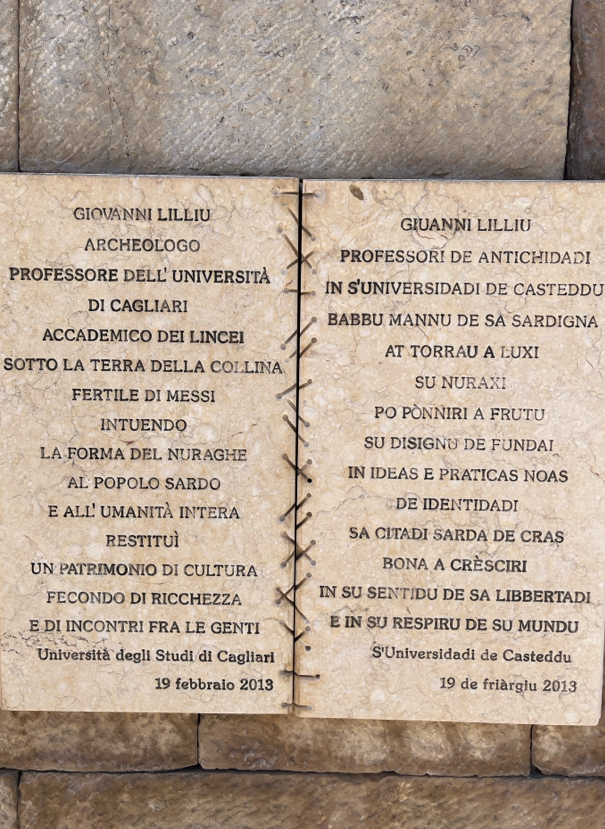 GIOVANNI LILLIU
ARCHEOLOGO
PROFESSORE DELL' UNIVERSITÀ
DI CAGLIARI
ACCADEMICO DEI LINCEI
SOTTO LA TERRA DELLA COLLINA
FERTILE DI MESSI
INTUENDO
LA FORMA DEL NURAGHE
AL POPOLO SARDO
E ALL' UMANITÀ INTERA
RESTITUÌ
UN PATRIMONIO DI CULTURA
FECONDO DI RICCHEZZA
E DI INCONTRI FRA LE GENTI
Università degli Studi di Cagliari
19 febbraio 2013
GIUANNI LILLIU
PROFESSORI DE ANTICHIDADI
IN S'UNIVERSIDADI DE CASTEDDU
BABBU MANNU DE SA SARDIGNA
AT TORRAU A LUXI
SU NURAXI
PO PÒNNIRI A FRUTU
SU DISIGNU DE FUNDAI
IN IDEAS E PRATICAS NOAS
DE IDENTIDADI
SA CITADI SARDA DE CRAS
BONA A CRÈSCIRI
IN SU SENTIDU DE SA LIBBERTADI
E IN SU RESPIRU DE SU MUNDU
S'Universidadi de Casteddu
19 de friàrgiu 2013